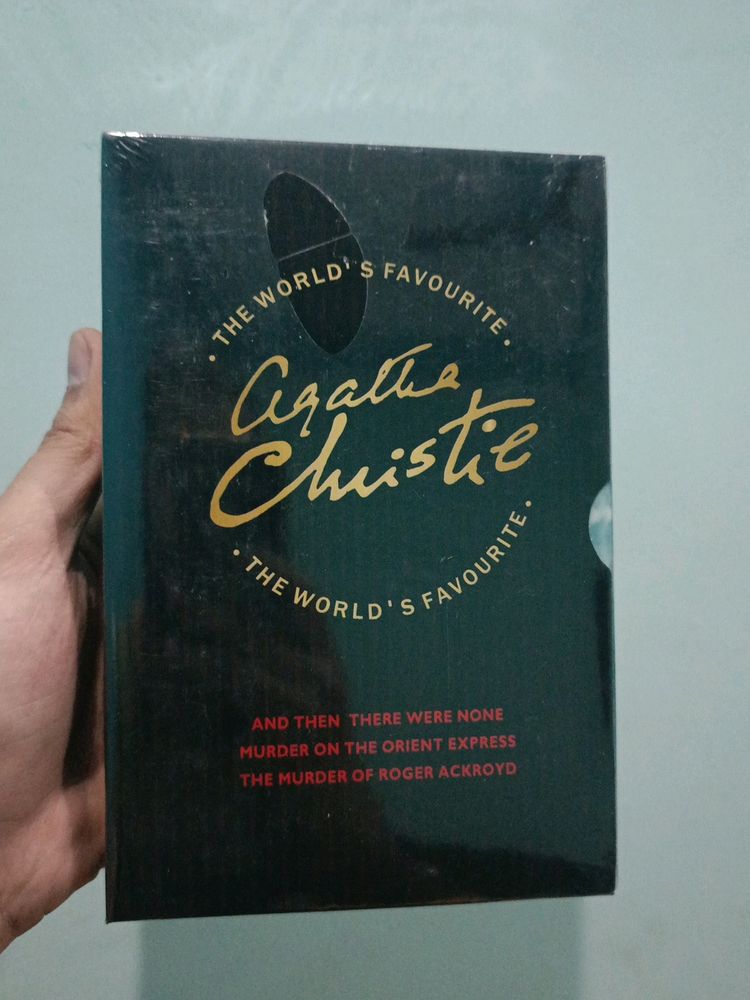 • THE WORLD'S FAVOURITE •
Agatha
Christie
• THE WORLD'S FAVOURITE •
AND THEN THERE WERE NONE
MURDER ON THE ORIENT EXPRESS
THE MURDER OF ROGER ACKROYD